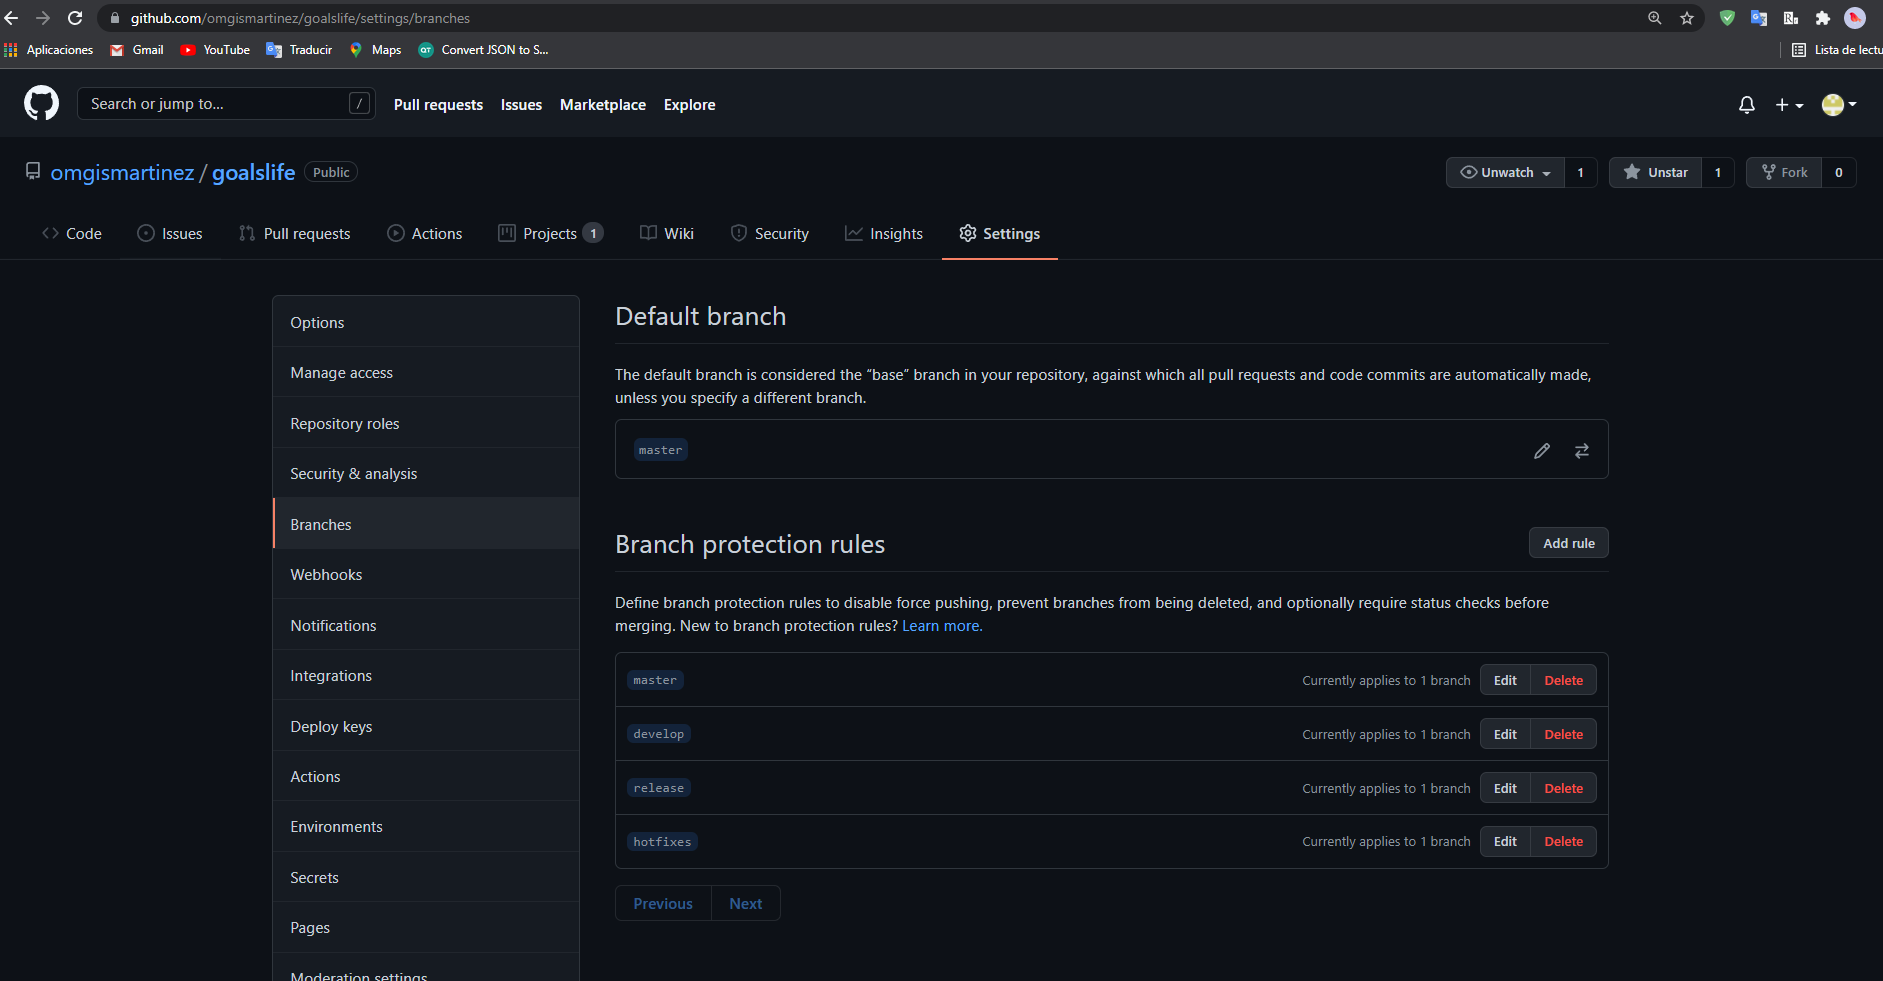 github.com/omgismartinez/goalslife/settings/branches
Aplicaciones Gmail YouTube Traducir Maps Convert JSON to S... Lista de lectu
Search or jump to... / Pull requests Issues Marketplace Explore
omgismartinez / goalslife Public Unwatch 1 Unstar 1 Fork 0
Code Issues Pull requests Actions Projects 1 Wiki Security Insights Settings
Options
Manage access
Repository roles
Security & analysis
Branches
Webhooks
Notifications
Integrations
Deploy keys
Actions
Environments
Secrets
Pages
Moderation settings
Default branch
The default branch is considered the “base” branch in your repository, against which all pull requests and code commits are automatically made,
unless you specify a different branch.
master
Branch protection rules Add rule
Define branch protection rules to disable force pushing, prevent branches from being deleted, and optionally require status checks before
merging. New to branch protection rules? Learn more.
master Currently applies to 1 branch Edit Delete
develop Currently applies to 1 branch Edit Delete
release Currently applies to 1 branch Edit Delete
hotfixes Currently applies to 1 branch Edit Delete
Previous Next